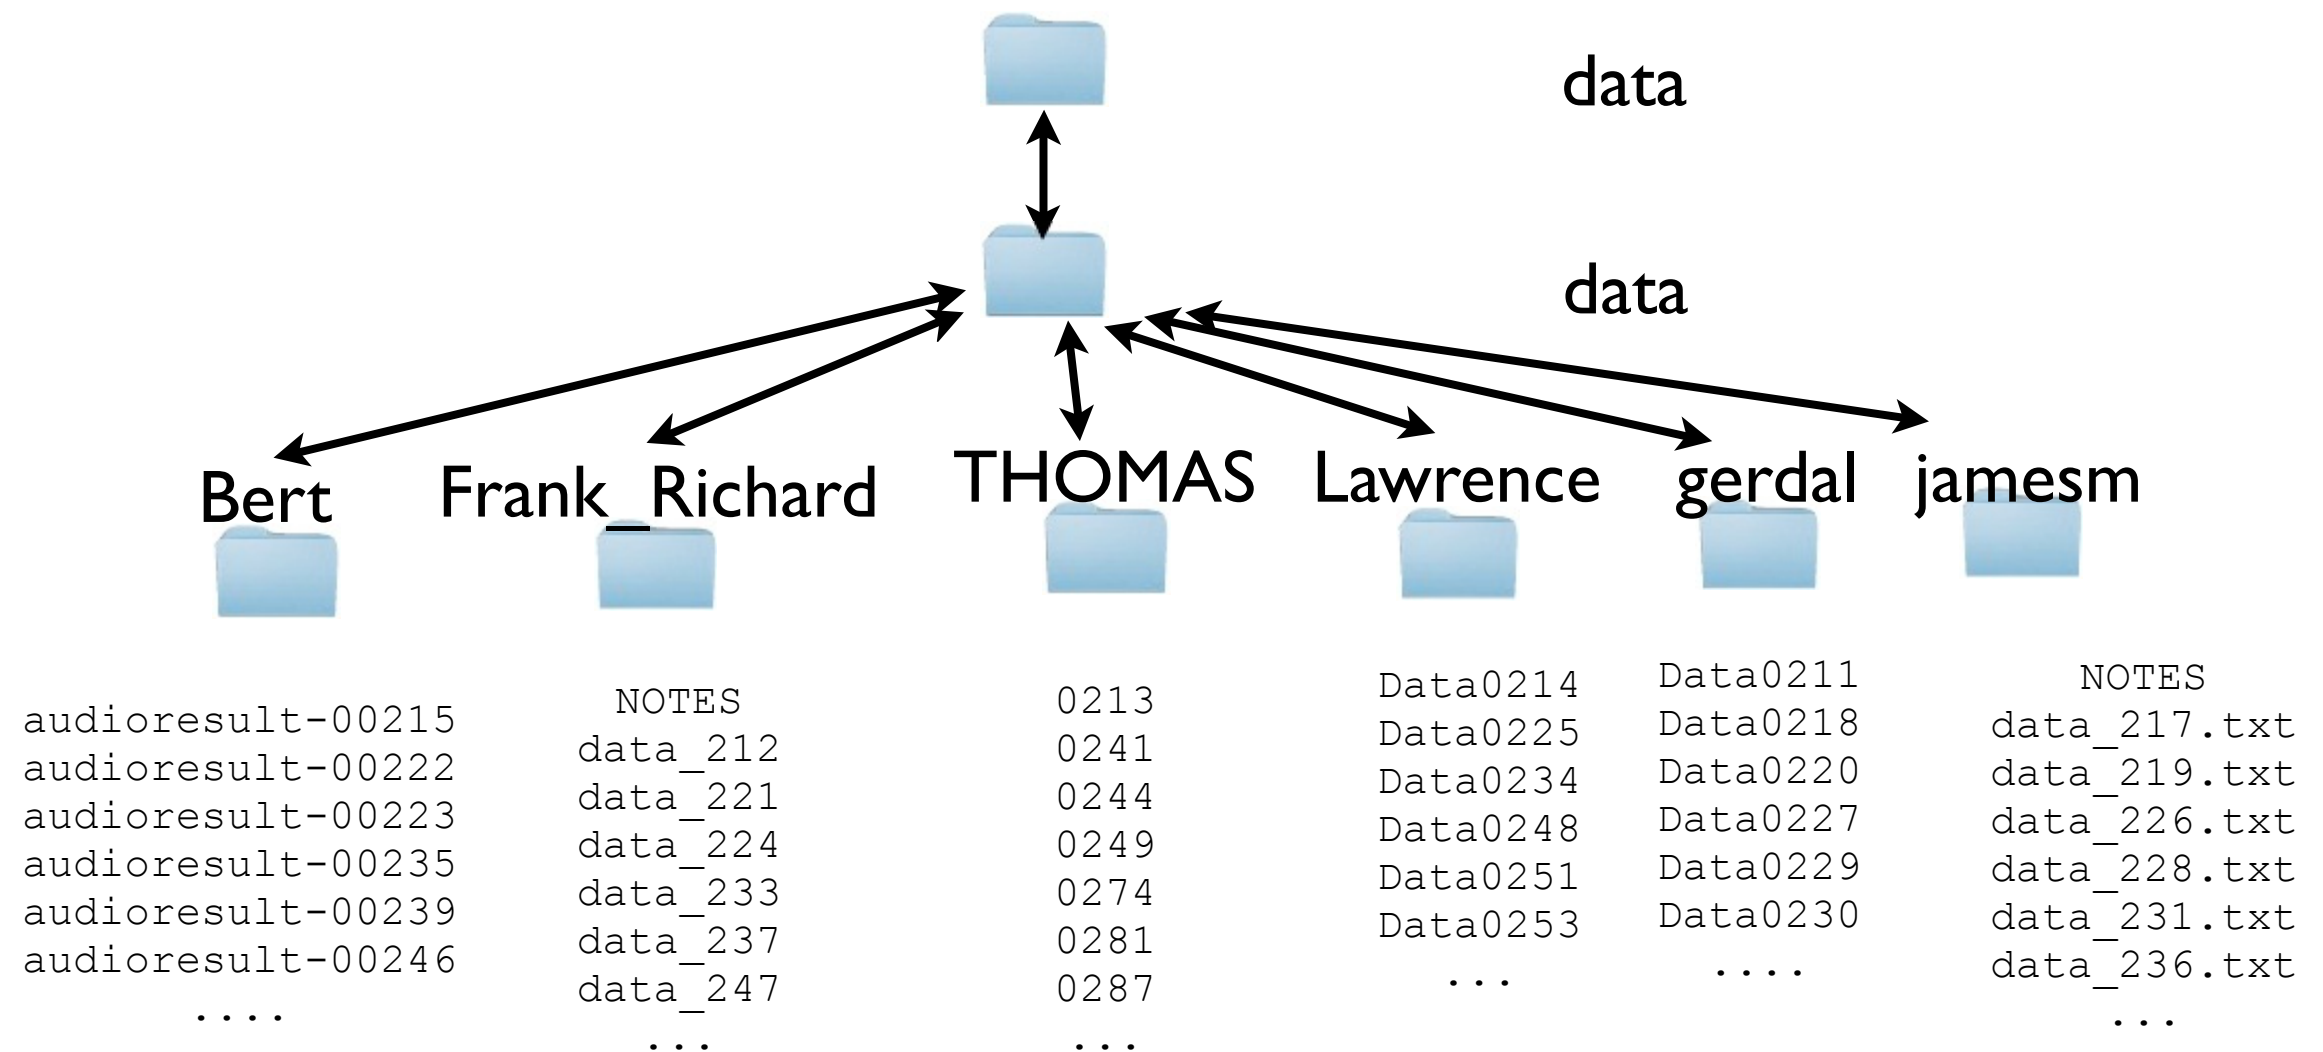 data
data
Bert
Frank_Richard
THOMAS
Lawrence
gerdal
jamesm
audioresult-00215
audioresult-00222
audioresult-00223
audioresult-00235
audioresult-00239
audioresult-00246
....
NOTES
data_212
data_221
data_224
data_233
data_237
data_247
...
0213
0241
0244
0249
0274
0281
0287
...
Data0214
Data0225
Data0234
Data0248
Data0251
Data0253
...
Data0211
Data0218
Data0220
Data0227
Data0229
Data0230
....
NOTES
data_217.txt
data_219.txt
data_226.txt
data_228.txt
data_231.txt
data_236.txt
...